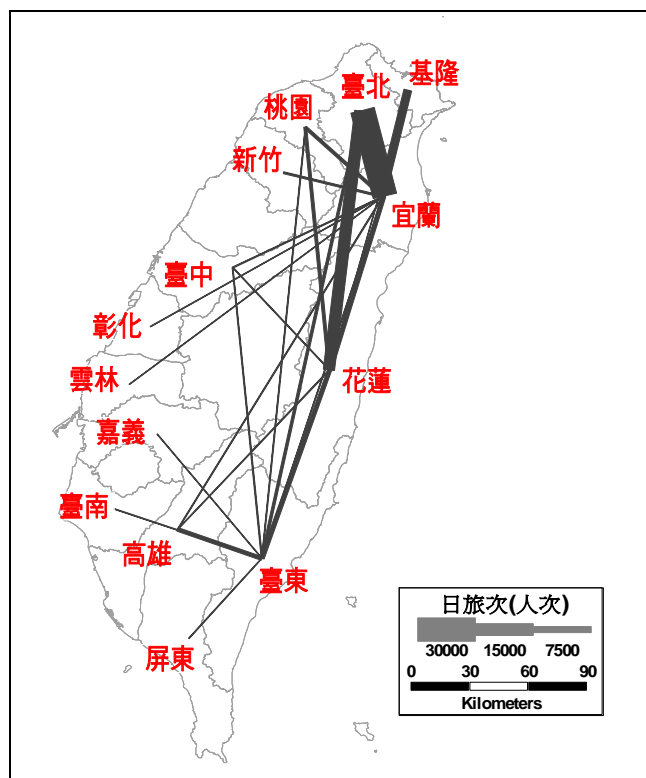 基隆
臺北
桃園
新竹
宜蘭
臺中
彰化
雲林
花蓮
嘉義
臺南
高雄
臺東
屏東
日旅次(人次)
30000 15000 7500
0 30 60 90
Kilometers